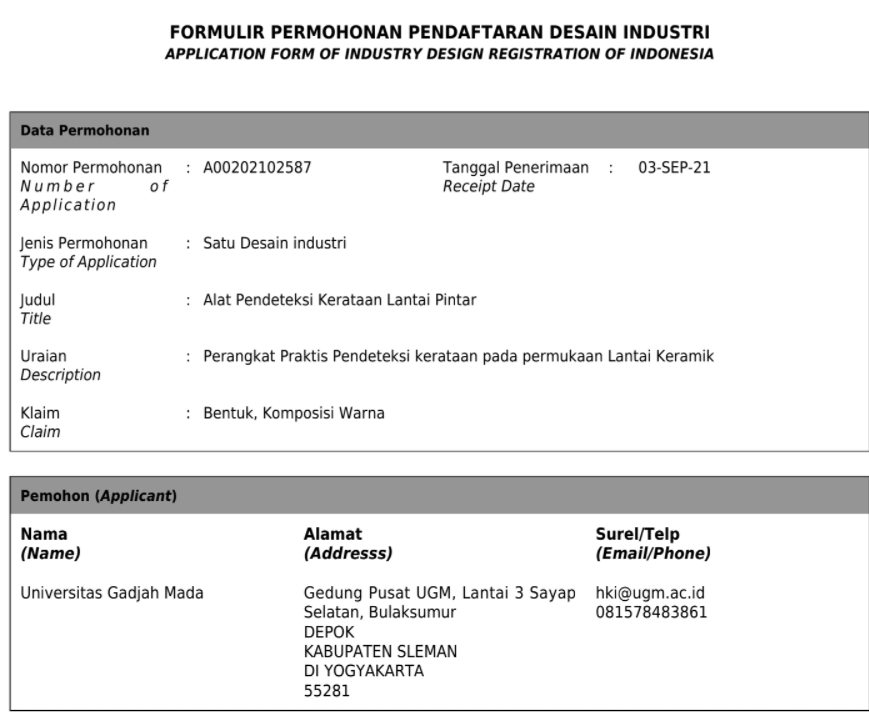 FORMULIR PERMOHONAN PENDAFTARAN DESAIN INDUSTRI
APPLICATION FORM OF INDUSTRY DESIGN REGISTRATION OF INDONESIA
Data Permohonan
Nomor Permohonan : A00202102587 Tanggal Penerimaan : 03-SEP-21
Number of Receipt Date
Application
Jenis Permohonan : Satu Desain industri
Type of Application
Judul : Alat Pendeteksi Kerataan Lantai Pintar
Title
Uraian : Perangkat Praktis Pendeteksi kerataan pada permukaan Lantai Keramik
Description
Klaim : Bentuk, Komposisi Warna
Claim
Pemohon (Applicant)
Nama Alamat Surel/Telp
(Name) (Addresss) (Email/Phone)
Universitas Gadjah Mada Gedung Pusat UGM, Lantai 3 Sayap hki@ugm.ac.id
Selatan, Bulaksumur 081578483861
DEPOK
KABUPATEN SLEMAN
DI YOGYAKARTA
55281